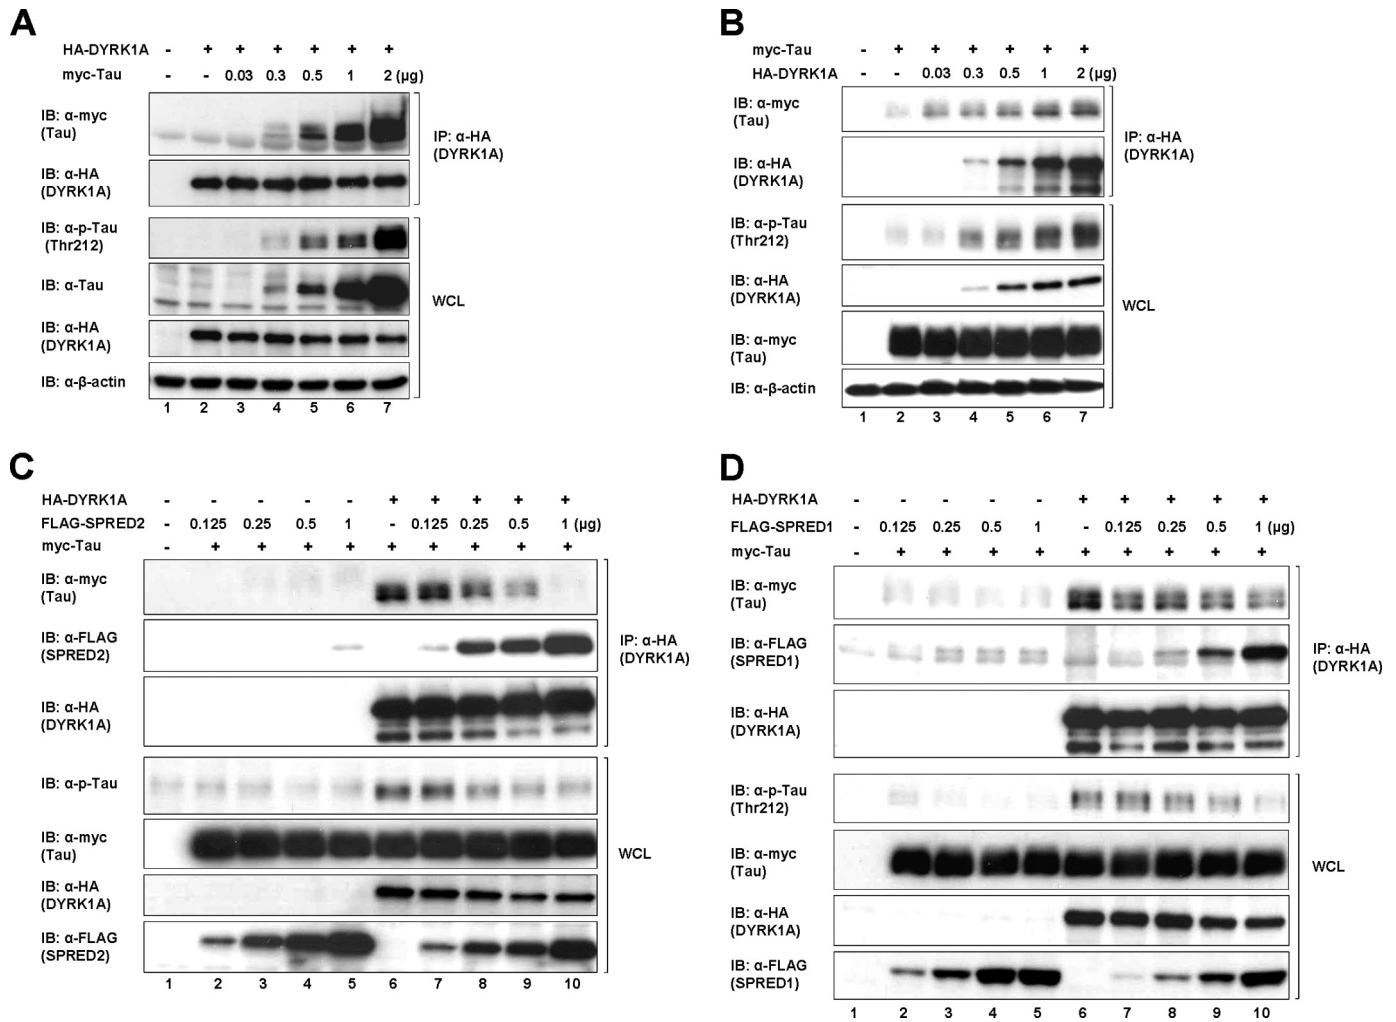 A
HA-DYRK1A - + + + + + +
myc-Tau - - 0.03 0.3 0.5 1 2 (μg)
IB: α-myc
(Tau)
IB: α-HA
(DYRK1A)
IP: α-HA
(DYRK1A)
IB: α-p-Tau
(Thr212)
IB: α-Tau
IB: α-HA
(DYRK1A)
IB: α-β-actin
WCL
1 2 3 4 5 6 7
B
myc-Tau - + + + + + +
HA-DYRK1A - - 0.03 0.3 0.5 1 2 (μg)
IB: α-myc
(Tau)
IB: α-HA
(DYRK1A)
IP: α-HA
(DYRK1A)
IB: α-p-Tau
(Thr212)
IB: α-HA
(DYRK1A)
IB: α-myc
(Tau)
IB: α-β-actin
WCL
1 2 3 4 5 6 7
C
HA-DYRK1A - - - - - + + + + +
FLAG-SPRED2 - 0.125 0.25 0.5 1 - 0.125 0.25 0.5 1 (μg)
myc-Tau - + + + + + + + + +
IB: α-myc
(Tau)
IB: α-FLAG
(SPRED2)
IB: α-HA
(DYRK1A)
IP: α-HA
(DYRK1A)
IB: α-p-Tau
IB: α-myc
(Tau)
IB: α-HA
(DYRK1A)
IB: α-FLAG
(SPRED2)
WCL
1 2 3 4 5 6 7 8 9 10
D
HA-DYRK1A - - - - - + + + + +
FLAG-SPRED1 - 0.125 0.25 0.5 1 - 0.125 0.25 0.5 1 (μg)
myc-Tau - + + + + + + + + +
IB: α-myc
(Tau)
IB: α-FLAG
(SPRED1)
IB: α-HA
(DYRK1A)
IP: α-HA
(DYRK1A)
IB: α-p-Tau
(Thr212)
IB: α-myc
(Tau)
IB: α-HA
(DYRK1A)
IB: α-FLAG
(SPRED1)
WCL
1 2 3 4 5 6 7 8 9 10